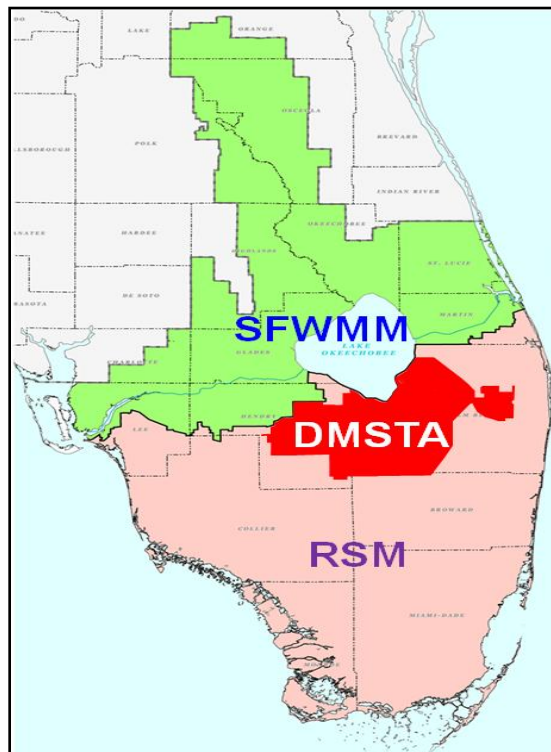 LAKE
ORANGE
OSCEOLA
BREVARD
POLK
INDIAN RIVER
OKEECHOBEE
HARDEE
HIGHLANDS
ST. LUCIE
DE SOTO
MARTIN
SFWMM
LAKE
OKEECHOBEE
CHARLOTTE
GLADES
HENDRY
LEE
DMSTA
BROWARD
COLLIER
RSM
MIAMI-DADE